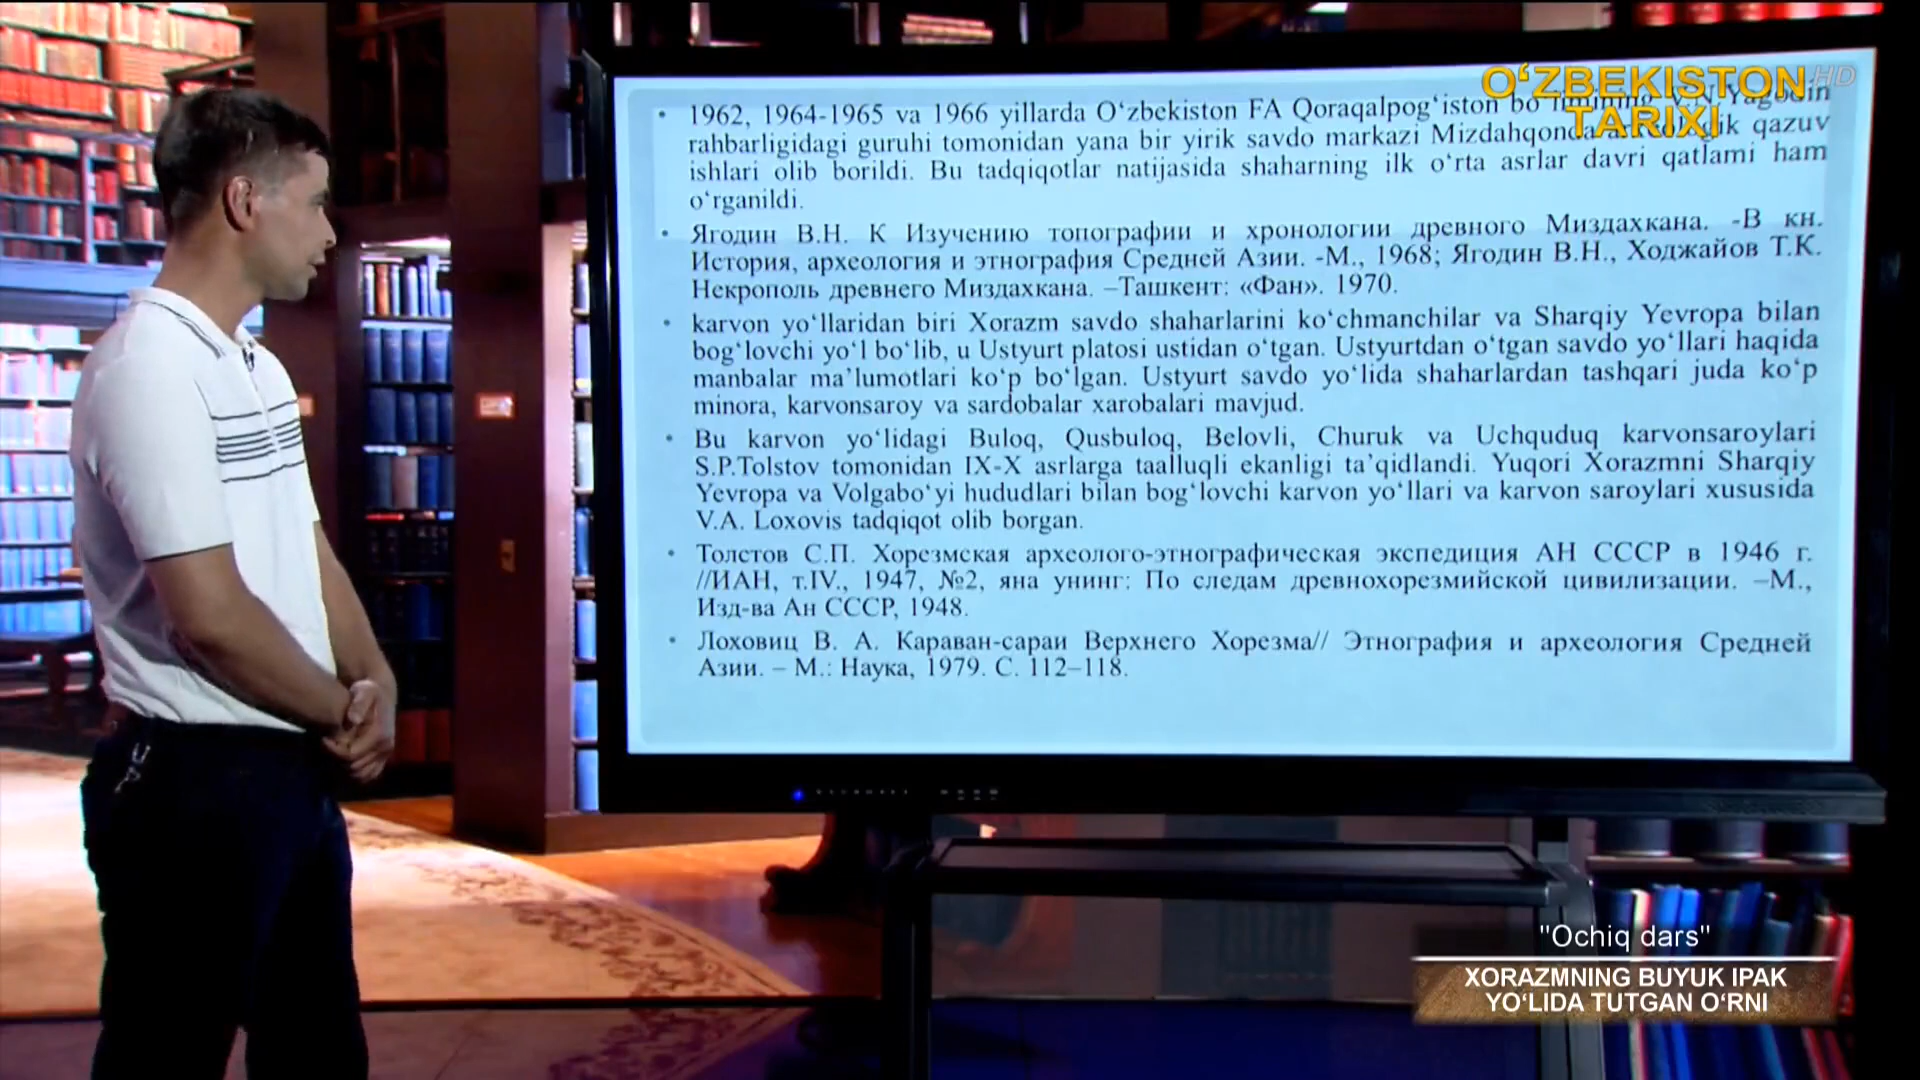 • 1962, 1964-1965 va 1966 yillarda O‘zbekiston FA Qoraqalpog‘iston V.N Yagodin
rahbarligidagi guruhi tomonidan yana bir yirik savdo markazi Mizdahqonda qazuv
ishlari olib borildi. Bu tadqiqotlar natijasida shaharning ilk o‘rta asrlar davri qatlami ham
o‘rganildi.
• Ягодин В.Н. К Изучению топографии и хронологии древного Миздахкана. -В кн.
История, археология и этнография Средней Азии. -М., 1968; Ягодин В.Н., Ходжайов Т.К.
Некрополь древнего Миздахкана. –Ташкент: «Фан». 1970.
• karvon yo‘llaridan biri Xorazm savdo shaharlarini ko‘chmanchilar va Sharqiy Yevropa bilan
bog‘lovchi yo‘l bo‘lib, u Ustyurt platosi ustidan o‘tgan. Ustyurtdan o‘tgan savdo yo‘llari haqida
manbalar ma’lumotlari ko‘p bo‘lgan. Ustyurt savdo yo‘lida shaharlardan tashqari juda ko‘p
minora, karvonsaroy va sardobalar xarobalari mavjud.
• Bu karvon yo‘lidagi Buloq, Qusbuloq, Belovli, Churuk va Uchquduq karvonsaroylari
S.P.Tolstov tomonidan IX-X asrlarga taalluqli ekanligi ta’qidlandi. Yuqori Xorazmni Sharqiy
Yevropa va Volgabo‘yi hududlari bilan bog‘lovchi karvon yo‘llari va karvon saroylari xususida
V.A. Loxovis tadqiqot olib borgan.
• Толстов С.П. Хорезмская археолого-этнографическая экспедиция АН СССР в 1946 г.
//ИАН, т.IV., 1947, №2, яна унинг: По следам древнохорезмийской цивилизации. –М.,
Изд-ва Ан СССР, 1948.
• Лоховиц В. А. Караван-сараи Верхнего Хорезма// Этнография и археология Средней
Азии. – М.: Наука, 1979. С. 112–118.
O‘ZBEKISTON HD
TARIXI
"Ochiq dars"
XORAZMNING BUYUK IPAK
YO‘LIDA TUTGAN O‘RNI